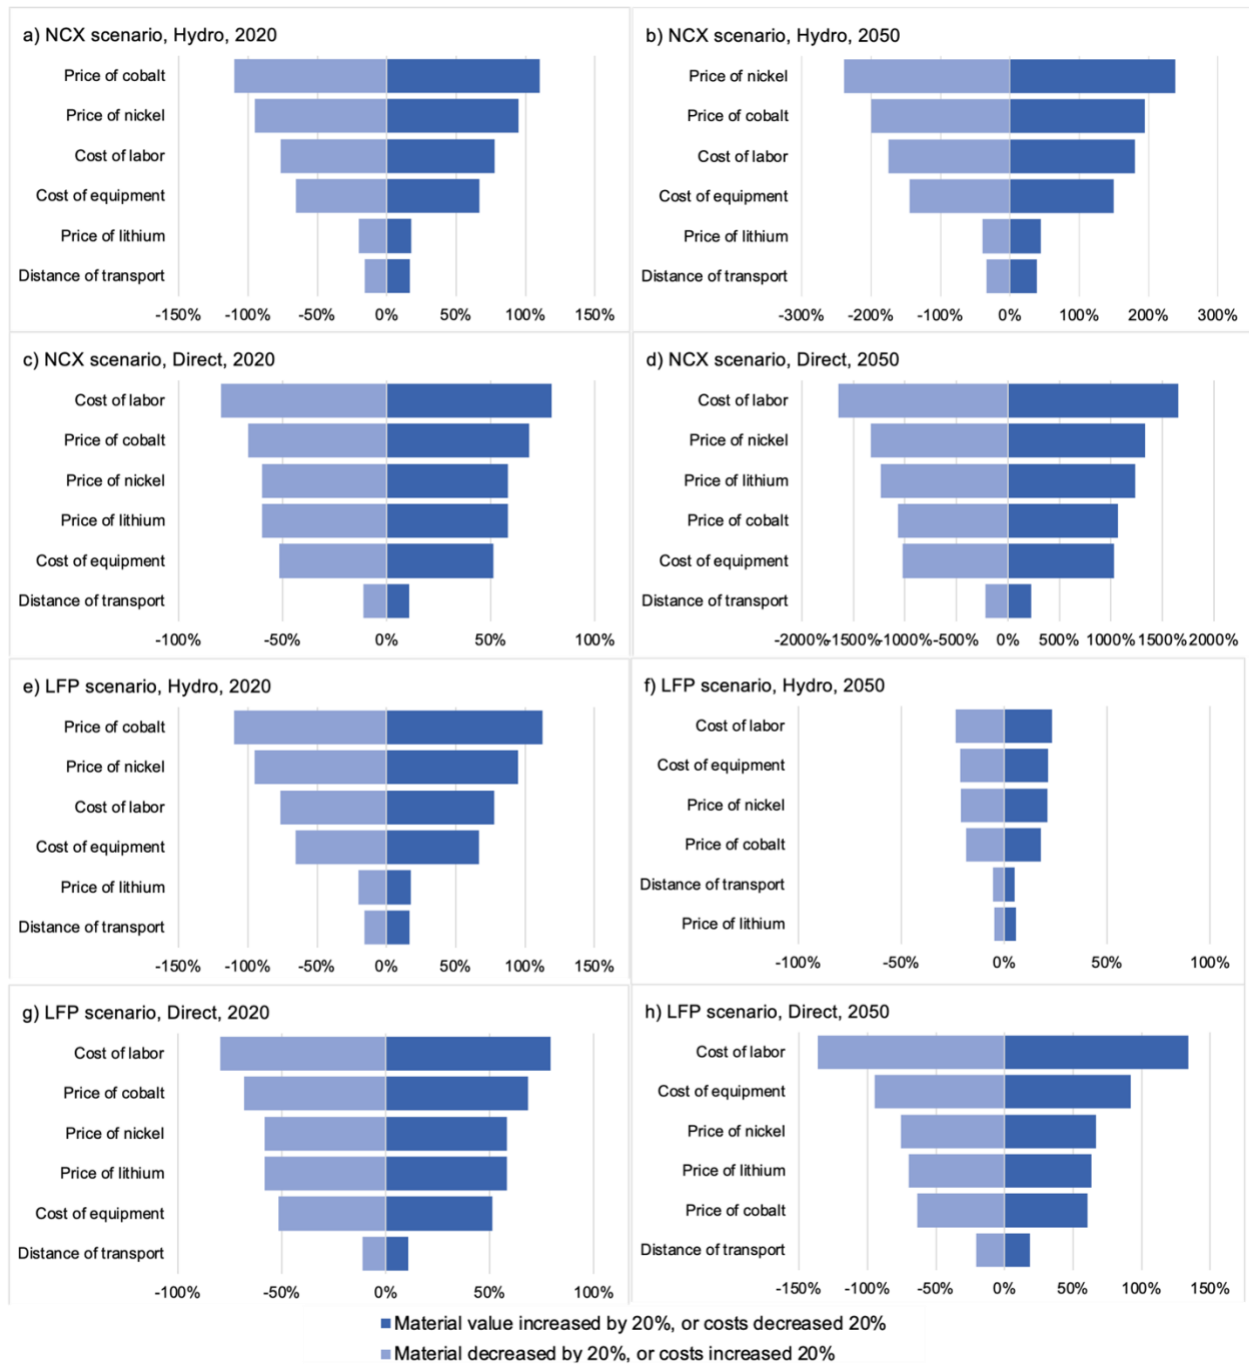 a) NCX scenario, Hydro, 2020
Price of cobalt
Price of nickel
Cost of labor
Cost of equipment
Price of lithium
Distance of transport
-150% -100% -50% 0% 50% 100% 150%
b) NCX scenario, Hydro, 2050
Price of nickel
Price of cobalt
Cost of labor
Cost of equipment
Price of lithium
Distance of transport
-300% -200% -100% 0% 100% 200% 300%
c) NCX scenario, Direct, 2020
Cost of labor
Price of cobalt
Price of nickel
Price of lithium
Cost of equipment
Distance of transport
-100% -50% 0% 50% 100%
d) NCX scenario, Direct, 2050
Cost of labor
Price of nickel
Price of lithium
Price of cobalt
Cost of equipment
Distance of transport
-2000% -1500% -1000% -500% 0% 500% 1000% 1500% 2000%
e) LFP scenario, Hydro, 2020
Price of cobalt
Price of nickel
Cost of labor
Cost of equipment
Price of lithium
Distance of transport
-150% -100% -50% 0% 50% 100% 150%
f) LFP scenario, Hydro, 2050
Cost of labor
Cost of equipment
Price of nickel
Price of cobalt
Distance of transport
Price of lithium
-100% -50% 0% 50% 100%
g) LFP scenario, Direct, 2020
Cost of labor
Price of cobalt
Price of nickel
Price of lithium
Cost of equipment
Distance of transport
-100% -50% 0% 50% 100%
h) LFP scenario, Direct, 2050
Cost of labor
Cost of equipment
Price of nickel
Price of lithium
Price of cobalt
Distance of transport
-150% -100% -50% 0% 50% 100% 150%
Material value increased by 20%, or costs decreased 20%
Material decreased by 20%, or costs increased 20%